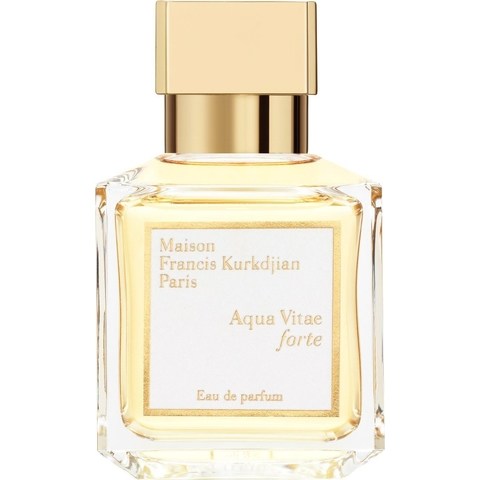 Maison
Francis Kurkdjian
Paris
Aqua Vitae
forte
Eau de parfum